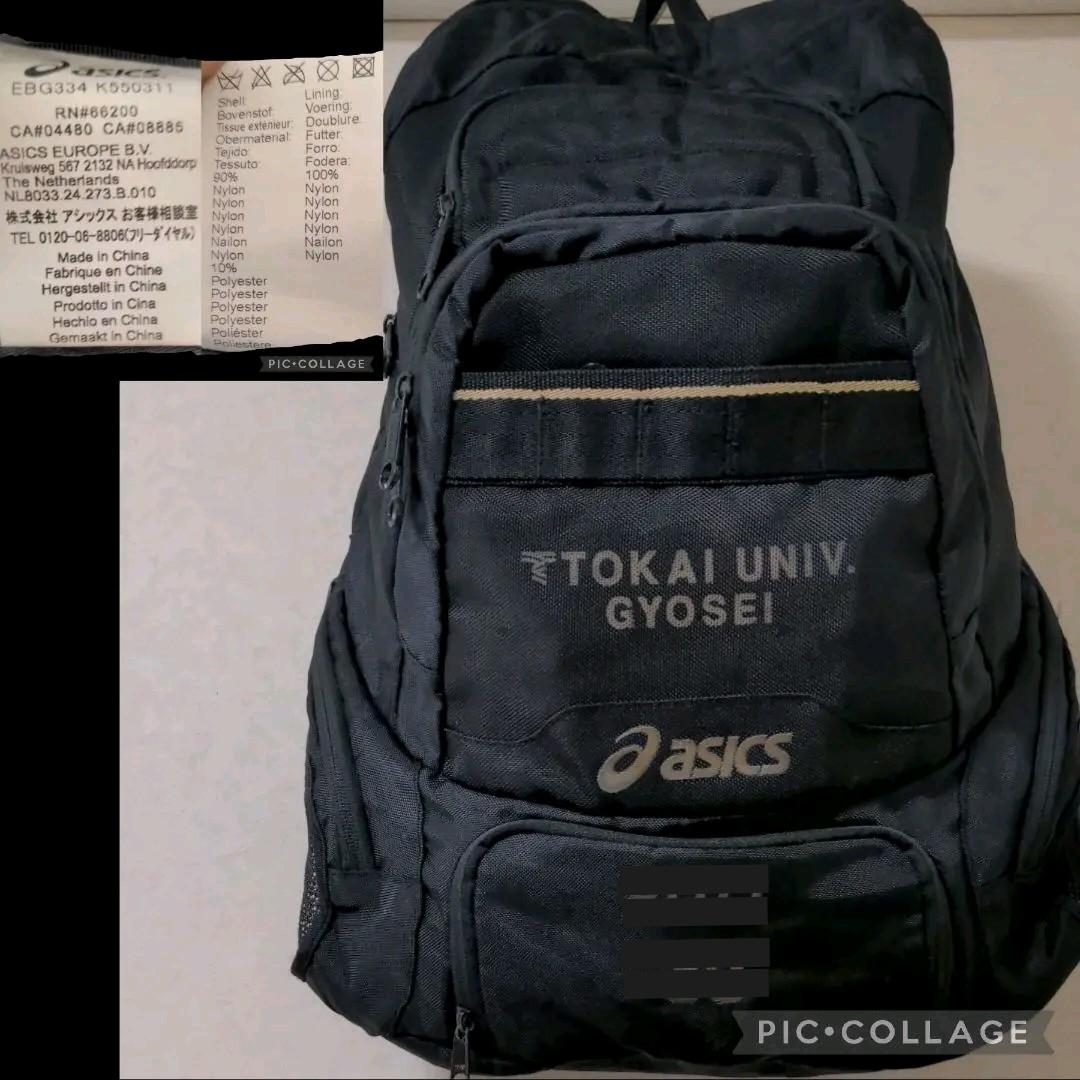 asics
EBG334 K550311
RN#66200
CA#04480 CA#08885
ASICS EUROPE B.V.
Kruisweg 567 2132 NA Hoofddorp
The Netherlands
NL8033.24.273.B.010
株式会社 アシックス お客様相談室
TEL 0120-06-8806(フリーダイヤル)
Made in China
Fabrique en Chine
Hergestellt in China
Prodotto in Cina
Hecho en China
Gemaakt in China
Shell: Lining:
Bovenstof: Voering:
Tissue extérieur: Doublure:
Obermaterial: Futter:
Tejido: Forro:
Tessuto: Fodera:
90% 100%
Nylon Nylon
Nylon Nylon
Nylon Nylon
Nylon Nylon
Nailon Nailon
Nylon Nylon
10%
Polyester
Polyester
Polyester
Polyester
Poliéster
Poliestere
PIC•COLLAGE
TOKAI UNIV.
GYOSEI
asics
PIC•COLLAGE